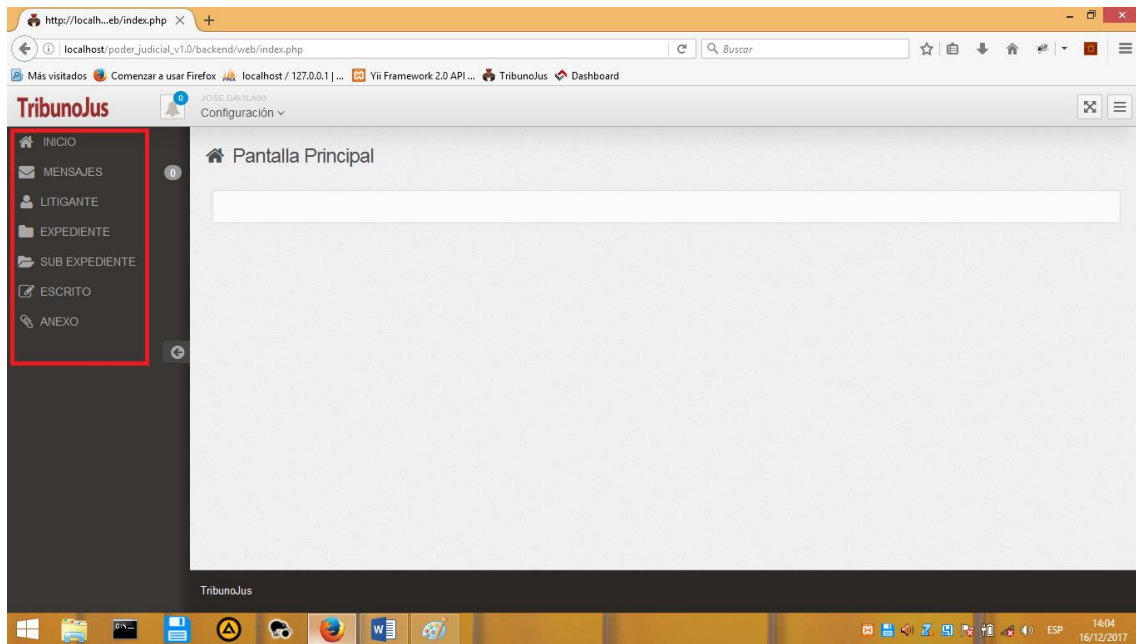 http://localh...eb/index.php
localhost/poder_judicial_v1.0/backend/web/index.php
Buscar
Más visitados Comenzar a usar Firefox localhost / 127.0.0.1 | ... Yii Framework 2.0 API ... TribunoJus Dashboard
TribunoJus
0
JOSE.DAVILA90
Configuración
INICIO
MENSAJES 0
LITIGANTE
EXPEDIENTE
SUB EXPEDIENTE
ESCRITO
ANEXO
Pantalla Principal
TribunoJus
ESP
14:04
16/12/2017